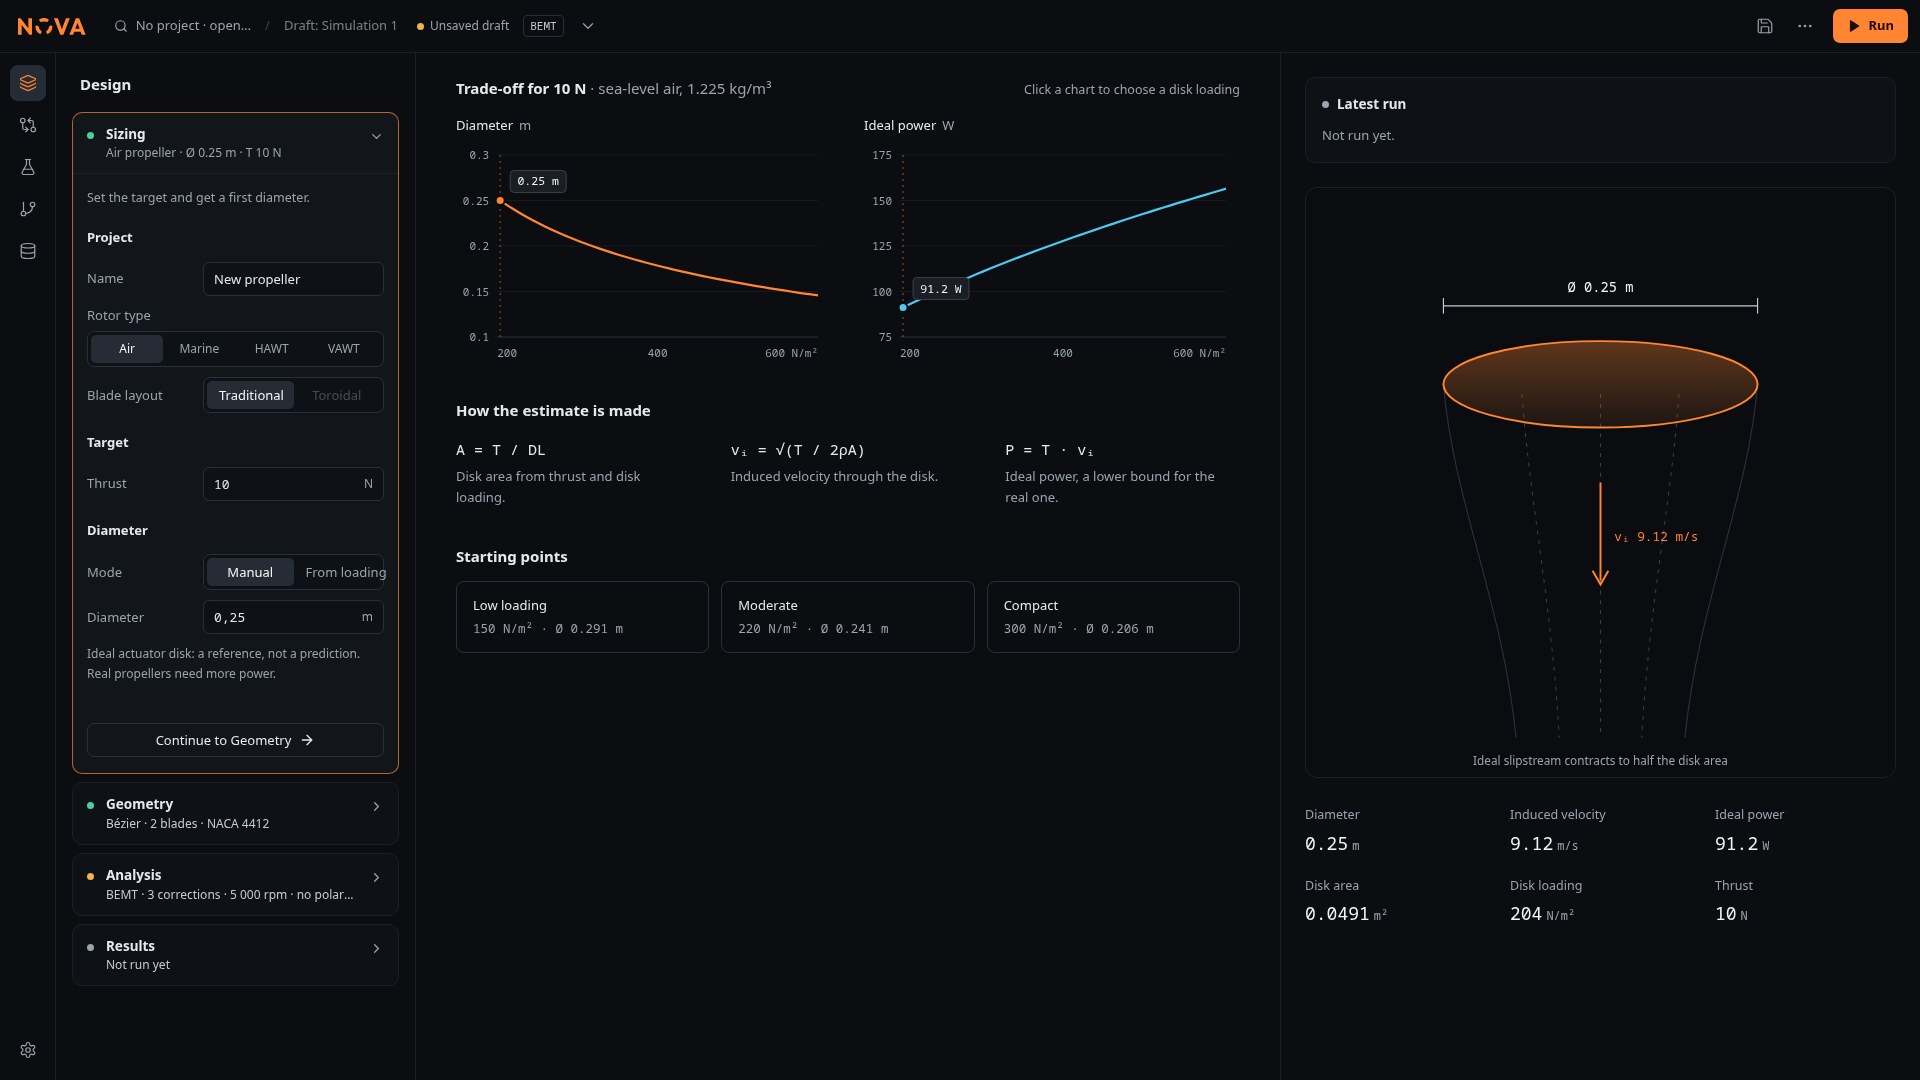 NOVA
No project · open...
/
Draft: Simulation 1
Unsaved draft
BEMT
Run
Design
Sizing
Air propeller · Ø 0.25 m · T 10 N
Set the target and get a first diameter.
Project
Name
New propeller
Rotor type
Air
Marine
HAWT
VAWT
Blade layout
Traditional
Toroidal
Target
Thrust
10
N
Diameter
Mode
Manual
From loading
Diameter
0,25
m
Ideal actuator disk: a reference, not a prediction.
Real propellers need more power.
Continue to Geometry
Geometry
Bézier · 2 blades · NACA 4412
Analysis
BEMT · 3 corrections · 5 000 rpm · no polar...
Results
Not run yet
Trade-off for 10 N · sea-level air, 1.225 kg/m³
Click a chart to choose a disk loading
Diameter m
0.3
0.25
0.2
0.15
0.1
0.25 m
200
400
600 N/m²
Ideal power W
175
150
125
100
75
91.2 W
200
400
600 N/m²
How the estimate is made
A = T / DL
Disk area from thrust and disk
loading.
vᵢ = √(T / 2ρA)
Induced velocity through the disk.
P = T · vᵢ
Ideal power, a lower bound for the
real one.
Starting points
Low loading
150 N/m² · Ø 0.291 m
Moderate
220 N/m² · Ø 0.241 m
Compact
300 N/m² · Ø 0.206 m
Latest run
Not run yet.
Ø 0.25 m
vᵢ 9.12 m/s
Ideal slipstream contracts to half the disk area
Diameter
0.25 m
Induced velocity
9.12 m/s
Ideal power
91.2 W
Disk area
0.0491 m²
Disk loading
204 N/m²
Thrust
10 N